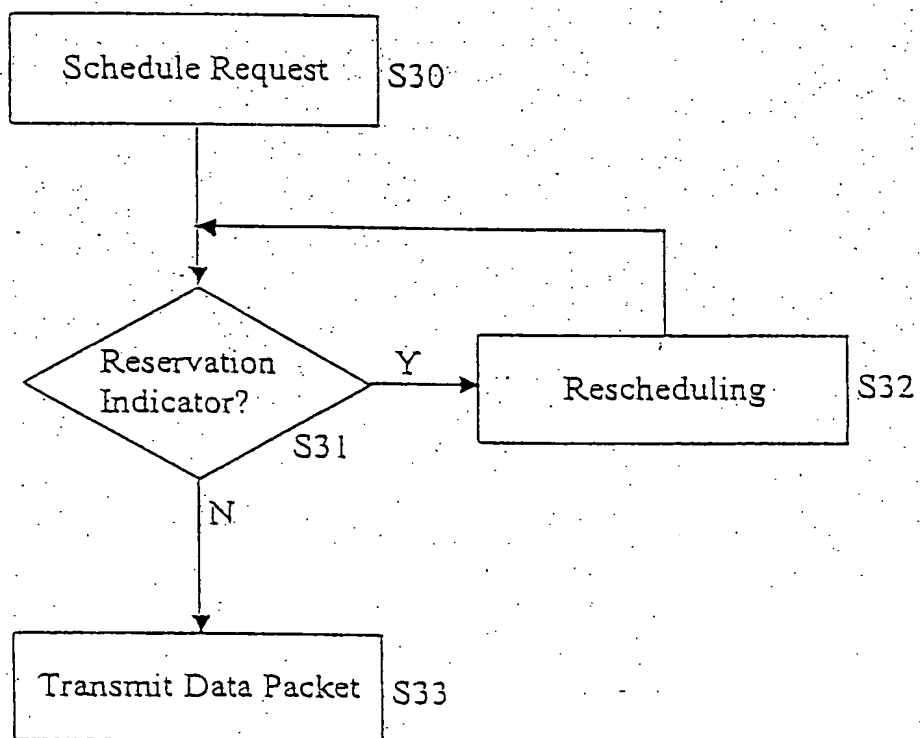 Schedule Request
S30
Reservation
Indicator?
S31
Y
Rescheduling
S32
N
Transmit Data Packet
S33